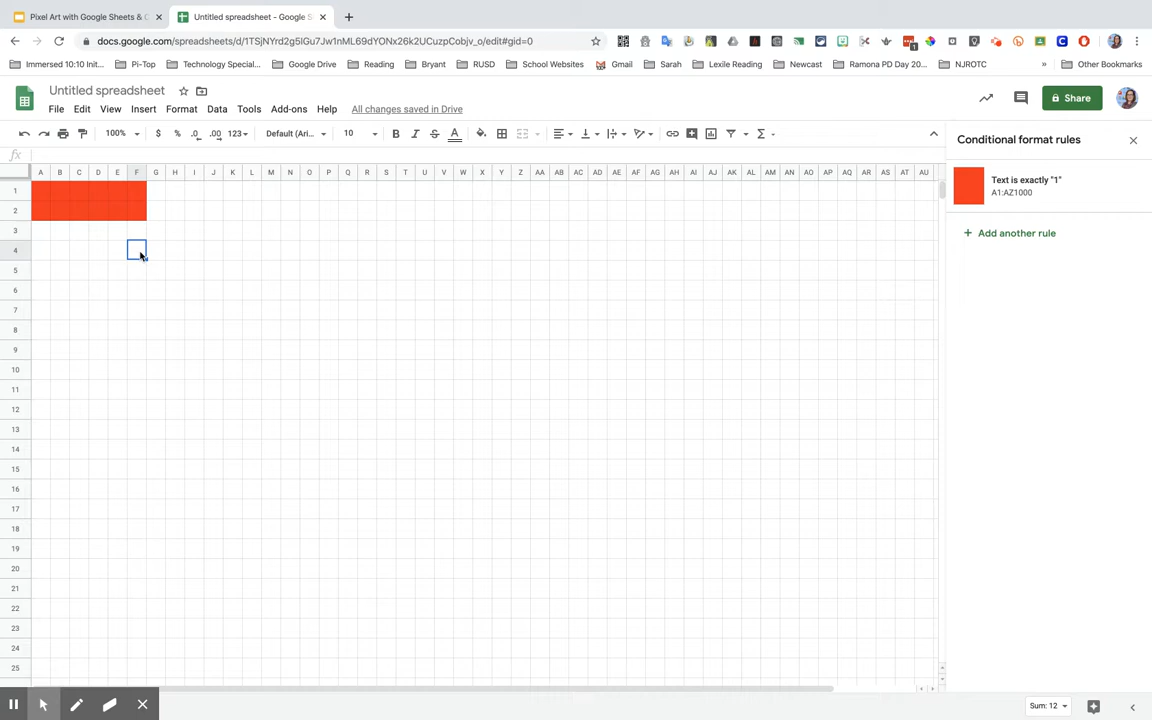 Pixel Art with Google Sheets & C
Untitled spreadsheet - Google S
docs.google.com/spreadsheets/d/1TSjNYrd2g5IGu7Jw1nML69dYONx26k2UCuzpCobjv_o/edit#gid=0
Immersed 10:10 Init... Pi-Top Technology Special... Google Drive Reading Bryant RUSD School Websites Gmail Sarah Lexile Reading Newcast Ramona PD Day 20... NJROTC » Other Bookmarks
Untitled spreadsheet
File Edit View Insert Format Data Tools Add-ons Help All changes saved in Drive
Share
100% $ % .0 .00 123 Default (Ari... 10 B I S A
Conditional format rules
fx
A B C D E F G H I J K L M N O P Q R S T U V W X Y Z AA AB AC AD AE AF AG AH AI AJ AK AL AM AN AO AP AQ AR AS AT AU
Text is exactly "1"
A1:AZ1000
+ Add another rule
1
2
3
4
5
6
7
8
9
10
11
12
13
14
15
16
17
18
19
20
21
22
23
24
25
Sum: 12